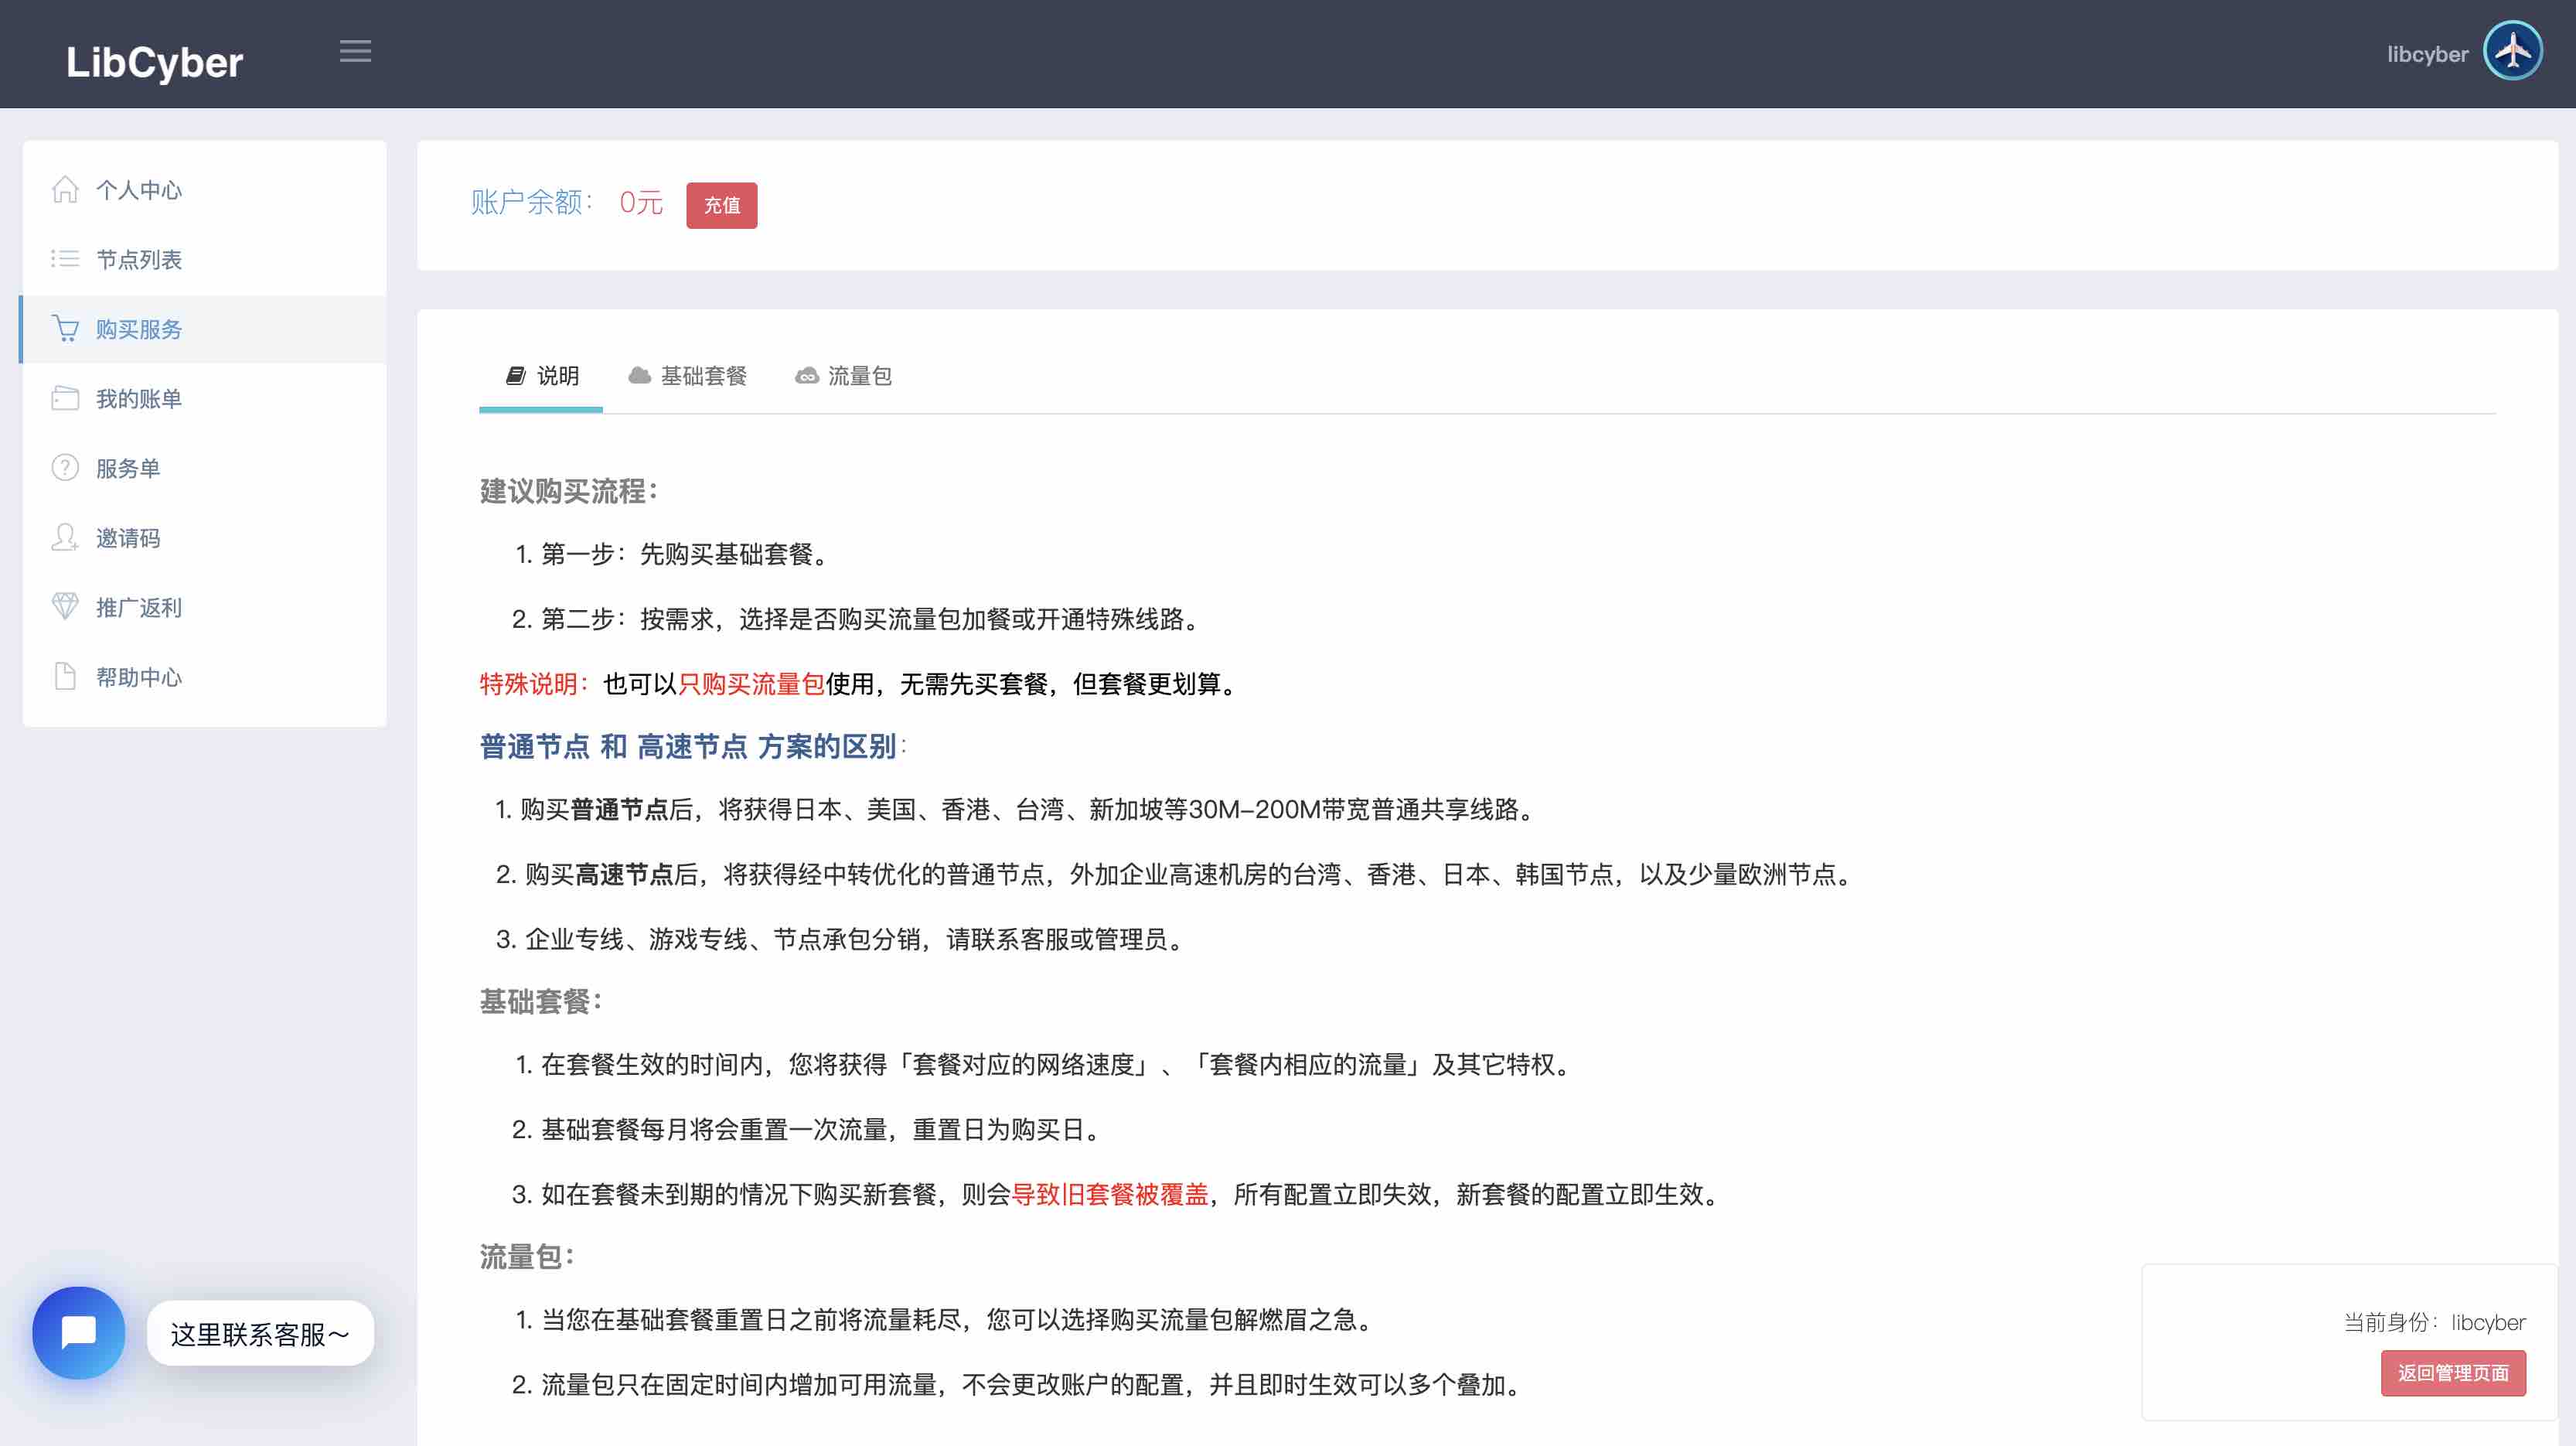 LibCyber
libcyber
个人中心
节点列表
购买服务
我的账单
服务单
邀请码
推广返利
帮助中心
账户余额： 0元 充值
说明 基础套餐 流量包
建议购买流程：
1. 第一步：先购买基础套餐。
2. 第二步：按需求，选择是否购买流量包加餐或开通特殊线路。
特殊说明：也可以只购买流量包使用，无需先买套餐，但套餐更划算。
普通节点 和 高速节点 方案的区别：
1. 购买普通节点后，将获得日本、美国、香港、台湾、新加坡等30M-200M带宽普通共享线路。
2. 购买高速节点后，将获得经中转优化的普通节点，外加企业高速机房的台湾、香港、日本、韩国节点，以及少量欧洲节点。
3. 企业专线、游戏专线、节点承包分销，请联系客服或管理员。
基础套餐：
1. 在套餐生效的时间内，您将获得「套餐对应的网络速度」、「套餐内相应的流量」及其它特权。
2. 基础套餐每月将会重置一次流量，重置日为购买日。
3. 如在套餐未到期的情况下购买新套餐，则会导致旧套餐被覆盖，所有配置立即失效，新套餐的配置立即生效。
流量包：
1. 当您在基础套餐重置日之前将流量耗尽，您可以选择购买流量包解燃眉之急。
2. 流量包只在固定时间内增加可用流量，不会更改账户的配置，并且即时生效可以多个叠加。
这里联系客服～
当前身份：libcyber
返回管理页面